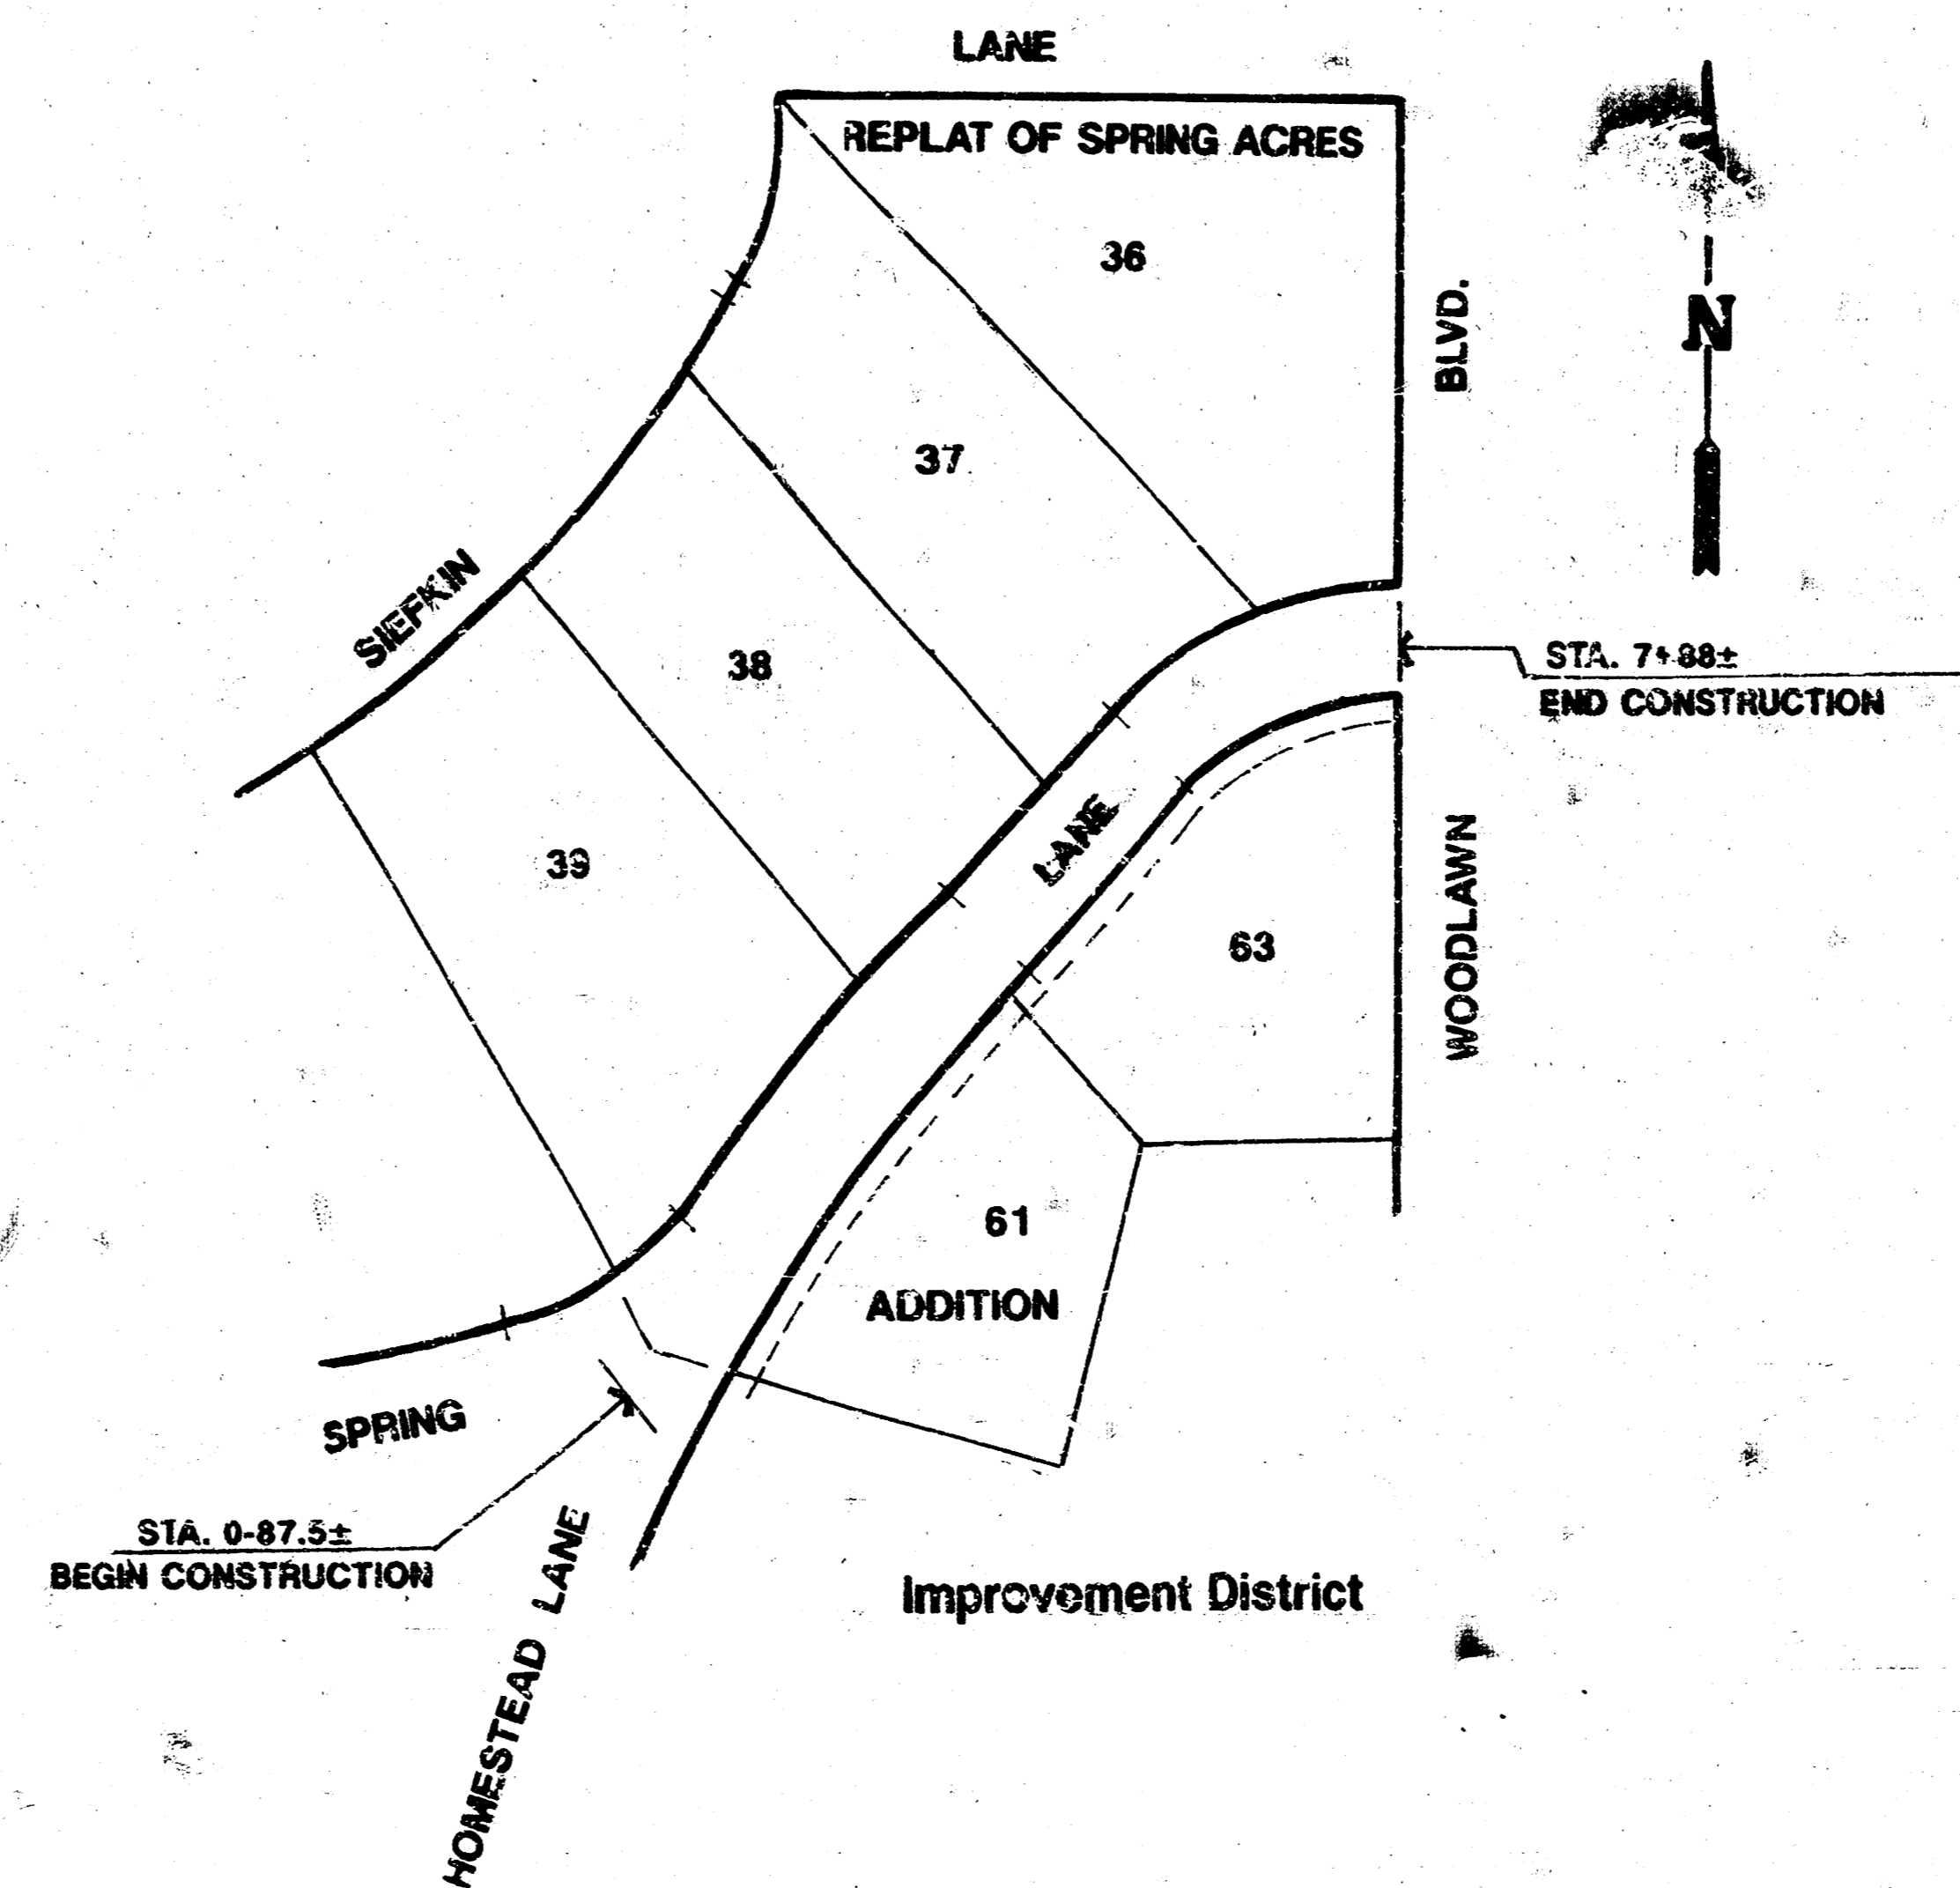 LANE
REPLAT OF SPRING ACRES
36
BLVD.
N
37
SIEFKIN
38
STA. 7+88±
END CONSTRUCTION
LANE
39
63
WOODLAWN
61
ADDITION
SPRING
STA. 0-87.5±
BEGIN CONSTRUCTION
HOMESTEAD LANE
Improvement District